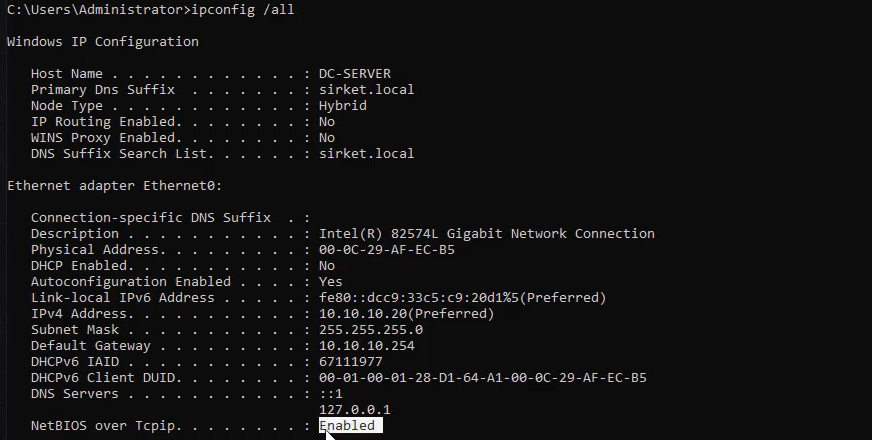 C:\Users\Administrator>ipconfig /all
Windows IP Configuration
Host Name . . . . . . . . . . . . : DC-SERVER
Primary Dns Suffix  . . . . . . . : sirket.local
Node Type . . . . . . . . . . . . : Hybrid
IP Routing Enabled. . . . . . . . : No
WINS Proxy Enabled. . . . . . . . : No
DNS Suffix Search List. . . . . . : sirket.local
Ethernet adapter Ethernet0:
Connection-specific DNS Suffix  . :
Description . . . . . . . . . . . : Intel(R) 82574L Gigabit Network Connection
Physical Address. . . . . . . . . : 00-0C-29-AF-EC-B5
DHCP Enabled. . . . . . . . . . . : No
Autoconfiguration Enabled . . . . : Yes
Link-local IPv6 Address . . . . . : fe80::dcc9:33c5:c9:20d1%5(Preferred)
IPv4 Address. . . . . . . . . . . : 10.10.10.20(Preferred)
Subnet Mask . . . . . . . . . . . : 255.255.255.0
Default Gateway . . . . . . . . . : 10.10.10.254
DHCPv6 IAID . . . . . . . . . . . : 67111977
DHCPv6 Client DUID. . . . . . . . : 00-01-00-01-28-D1-64-A1-00-0C-29-AF-EC-B5
DNS Servers . . . . . . . . . . . : ::1
127.0.0.1
NetBIOS over Tcpip. . . . . . . . : Enabled